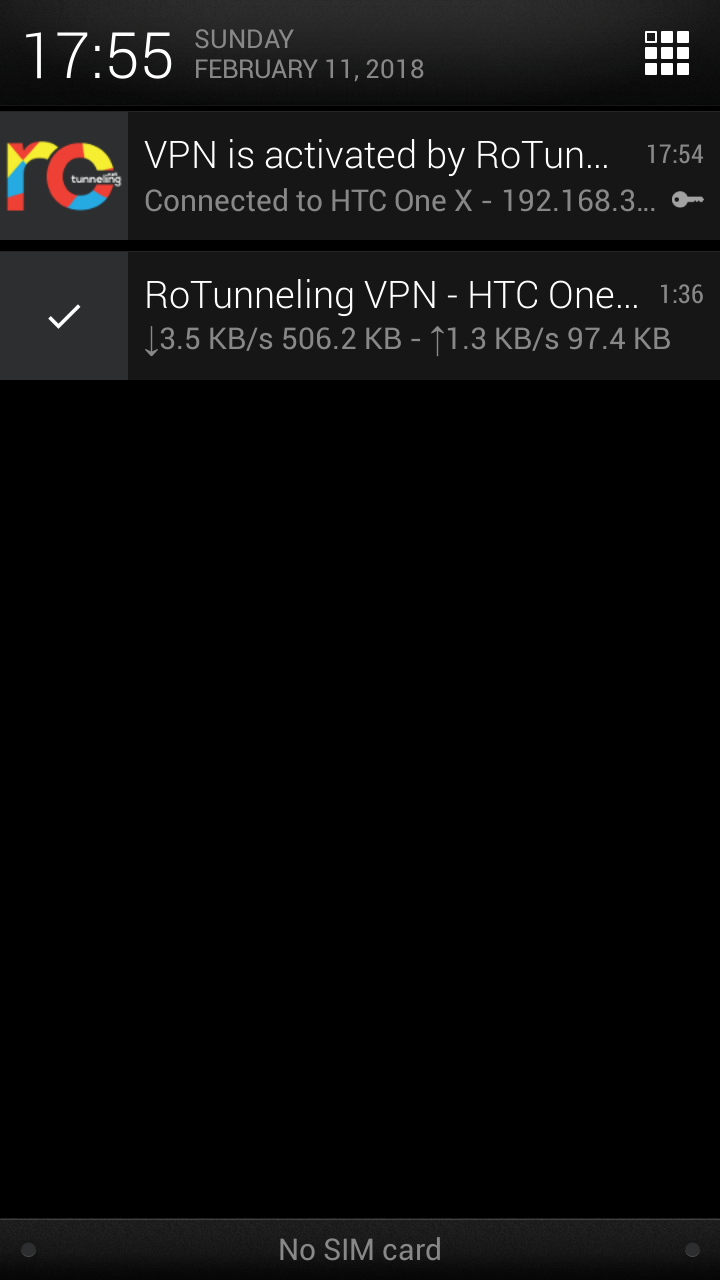 17:55
SUNDAY
FEBRUARY 11, 2018
ro tunneling
VPN is activated by RoTun... 17:54
Connected to HTC One X - 192.168.3...
RoTunneling VPN - HTC One... 1:36
↓3.5 KB/s 506.2 KB - ↑1.3 KB/s 97.4 KB
No SIM card